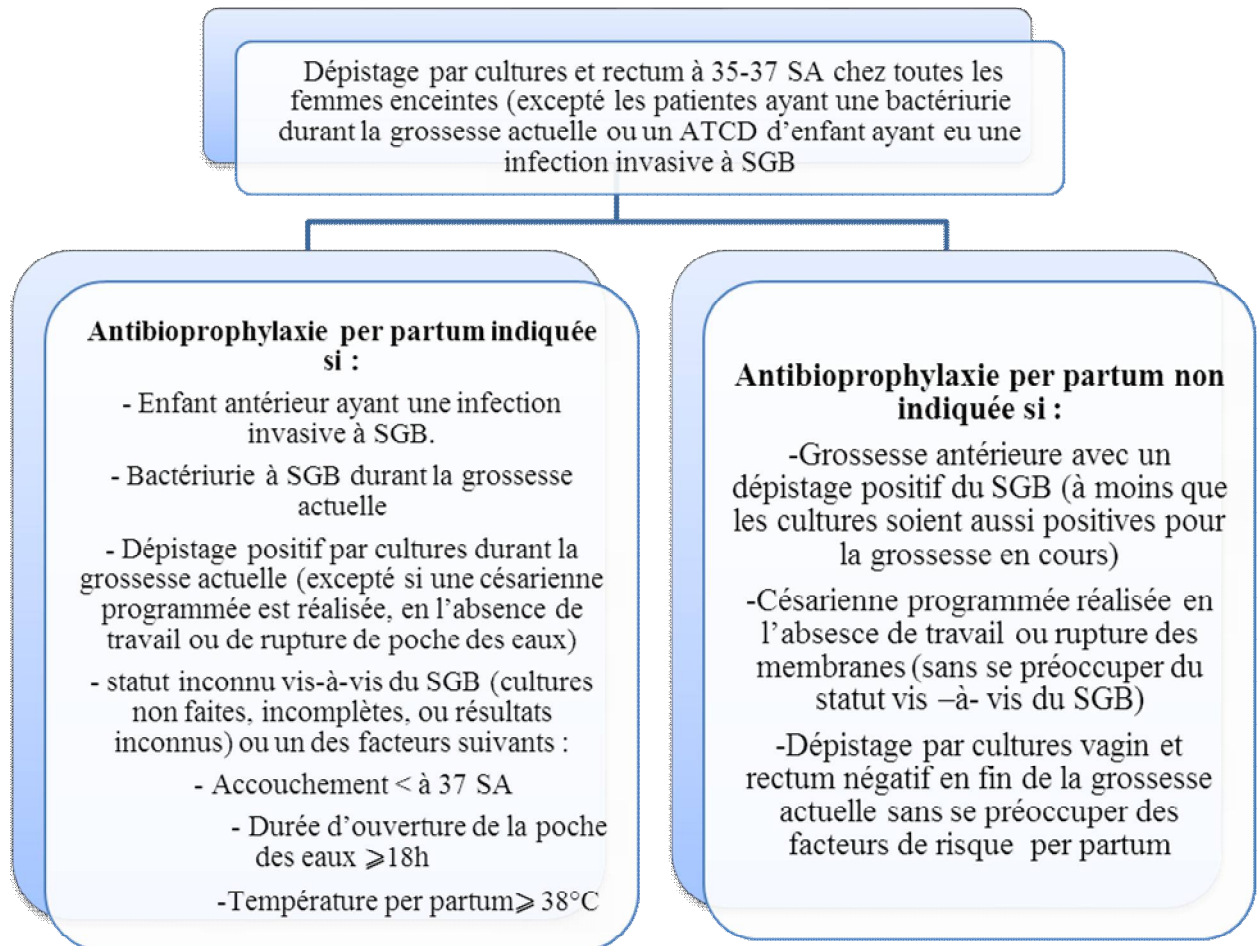 Dépistage par cultures et rectum à 35-37 SA chez toutes les
femmes enceintes (excepté les patientes ayant une bactériurie
durant la grossesse actuelle ou un ATCD d'enfant ayant eu une
infection invasive à SGB
Antibioprophylaxie per partum indiquée
si :
- Enfant antérieur ayant une infection
invasive à SGB.
- Bactériurie à SGB durant la grossesse
actuelle
- Dépistage positif par cultures durant la
grossesse actuelle (excepté si une césarienne
programmée est réalisée, en l'absence de
travail ou de rupture de poche des eaux)
- statut inconnu vis-à-vis du SGB (cultures
non faites, incomplètes, ou résultats
inconnus) ou un des facteurs suivants :
- Accouchement < à 37 SA
- Durée d'ouverture de la poche
des eaux ⩾18h
-Température per partum⩾ 38°C
Antibioprophylaxie per partum non
indiquée si :
-Grossesse antérieure avec un
dépistage positif du SGB (à moins que
les cultures soient aussi positives pour
la grossesse en cours)
-Césarienne programmée réalisée en
l'absesce de travail ou rupture des
membranes (sans se préoccuper du
statut vis –à- vis du SGB)
-Dépistage par cultures vagin et
rectum négatif en fin de la grossesse
actuelle sans se préoccuper des
facteurs de risque per partum